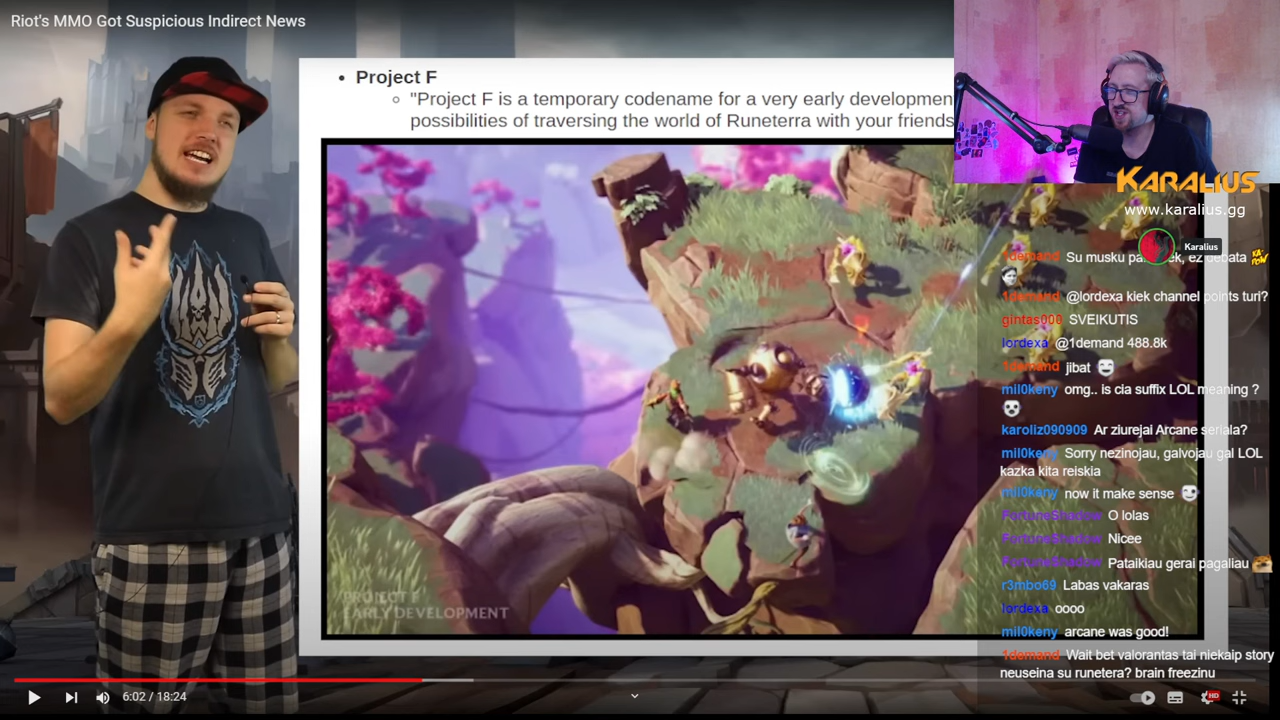 Riot's MMO Got Suspicious Indirect News
• Project F
"Project F is a temporary codename for a very early developmen
possibilities of traversing the world of Runeterra with your friends
PROJECT F
EARLY DEVELOPMENT
KARALIUS
www.karalius.gg
Karalius
1demand Su musku debata
1demand @lordexa kiek channel points turi?
gintas000 SVEIKUTIS
lordexa @1demand 488.8k
1demand jibat
mil0keny omg.. is cia suffix LOL meaning ?
karoliz090909 Ar ziurejai Arcane seriala?
mil0keny Sorry nezinojau, galvojau gal LOL
kazka kita reiskia
mil0keny now it make sense
FortuneShadow O lolas
FortuneShadow Nicee
FortuneShadow Pataikiau gerai pagaliau
r3mbo69 Labas vakaras
lordexa oooo
mil0keny arcane was good!
1demand Wait bet valorantas tai niekaip story
neuseina su runetera? brain freezinu
6:02 / 18:24
HD